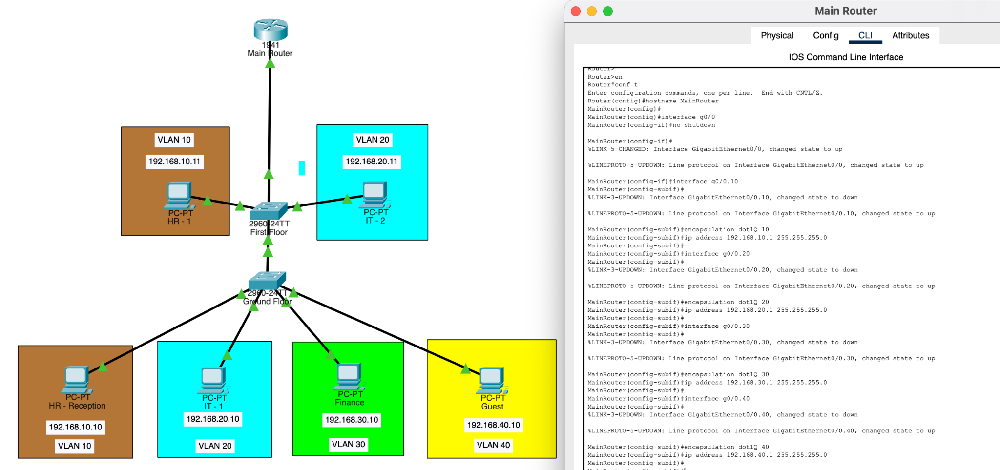 1941
Main Router
VLAN 10
192.168.10.11
PC-PT
HR - 1
VLAN 20
192.168.20.11
PC-PT
IT - 2
2960-24TT
First Floor
2960-24TT
Ground Floor
PC-PT
HR - Reception
192.168.10.10
VLAN 10
PC-PT
IT - 1
192.168.20.10
VLAN 20
PC-PT
Finance
192.168.30.10
VLAN 30
PC-PT
Guest
192.168.40.10
VLAN 40
Main Router
Physical Config CLI Attributes
IOS Command Line Interface
Router>
Router>en
Router#conf t
Enter configuration commands, one per line.  End with CNTL/Z.
Router(config)#hostname MainRouter
MainRouter(config)#
MainRouter(config)#interface g0/0
MainRouter(config-if)#no shutdown
MainRouter(config-if)#
%LINK-5-CHANGED: Interface GigabitEthernet0/0, changed state to up
%LINEPROTO-5-UPDOWN: Line protocol on Interface GigabitEthernet0/0, changed state to up
MainRouter(config-if)#interface g0/0.10
MainRouter(config-subif)#
%LINK-3-UPDOWN: Interface GigabitEthernet0/0.10, changed state to down
%LINEPROTO-5-UPDOWN: Line protocol on Interface GigabitEthernet0/0.10, changed state to up
MainRouter(config-subif)#encapsulation dot1Q 10
MainRouter(config-subif)#ip address 192.168.10.1 255.255.255.0
MainRouter(config-subif)#
MainRouter(config-subif)#interface g0/0.20
MainRouter(config-subif)#
%LINK-3-UPDOWN: Interface GigabitEthernet0/0.20, changed state to down
%LINEPROTO-5-UPDOWN: Line protocol on Interface GigabitEthernet0/0.20, changed state to up
MainRouter(config-subif)#encapsulation dot1Q 20
MainRouter(config-subif)#ip address 192.168.20.1 255.255.255.0
MainRouter(config-subif)#
MainRouter(config-subif)#interface g0/0.30
MainRouter(config-subif)#
%LINK-3-UPDOWN: Interface GigabitEthernet0/0.30, changed state to down
%LINEPROTO-5-UPDOWN: Line protocol on Interface GigabitEthernet0/0.30, changed state to up
MainRouter(config-subif)#encapsulation dot1Q 30
MainRouter(config-subif)#ip address 192.168.30.1 255.255.255.0
MainRouter(config-subif)#
MainRouter(config-subif)#interface g0/0.40
MainRouter(config-subif)#
%LINK-3-UPDOWN: Interface GigabitEthernet0/0.40, changed state to down
%LINEPROTO-5-UPDOWN: Line protocol on Interface GigabitEthernet0/0.40, changed state to up
MainRouter(config-subif)#encapsulation dot1Q 40
MainRouter(config-subif)#ip address 192.168.40.1 255.255.255.0
MainRouter(config-subif)#